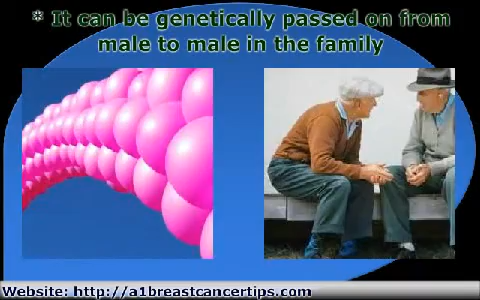 * It can be genetically passed on from
male to male in the family
Website: http://a1breastcancertips.com